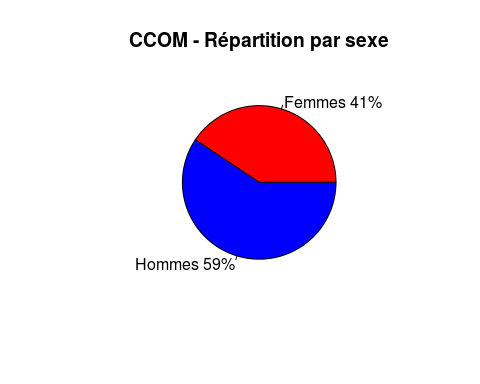 CCOM - Répartition par sexe
Femmes 41%
Hommes 59%